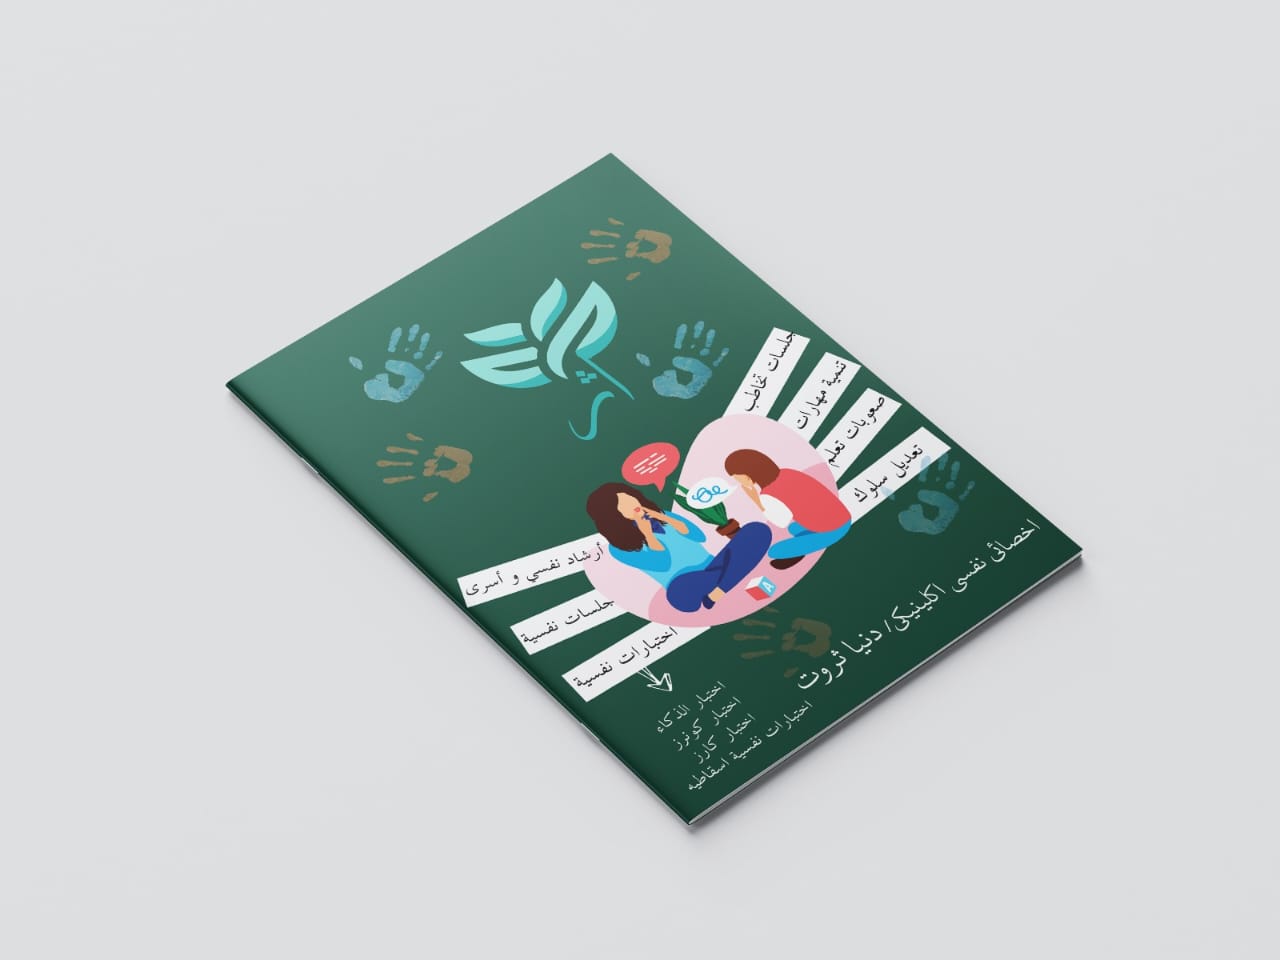 جلسات تخاطب
تنمية مهارات
صعوبات تعلم
تعديل سلوك
أرشاد نفسي و أسرى
جلسات نفسية
اختبارات نفسية
اختبار الذكاء
اختبار كونرز
اختبار كارز
اختبارات نفسية اسقاطيه
اخصائى نفسى اكلينيكى/ دنيا ثروت
A